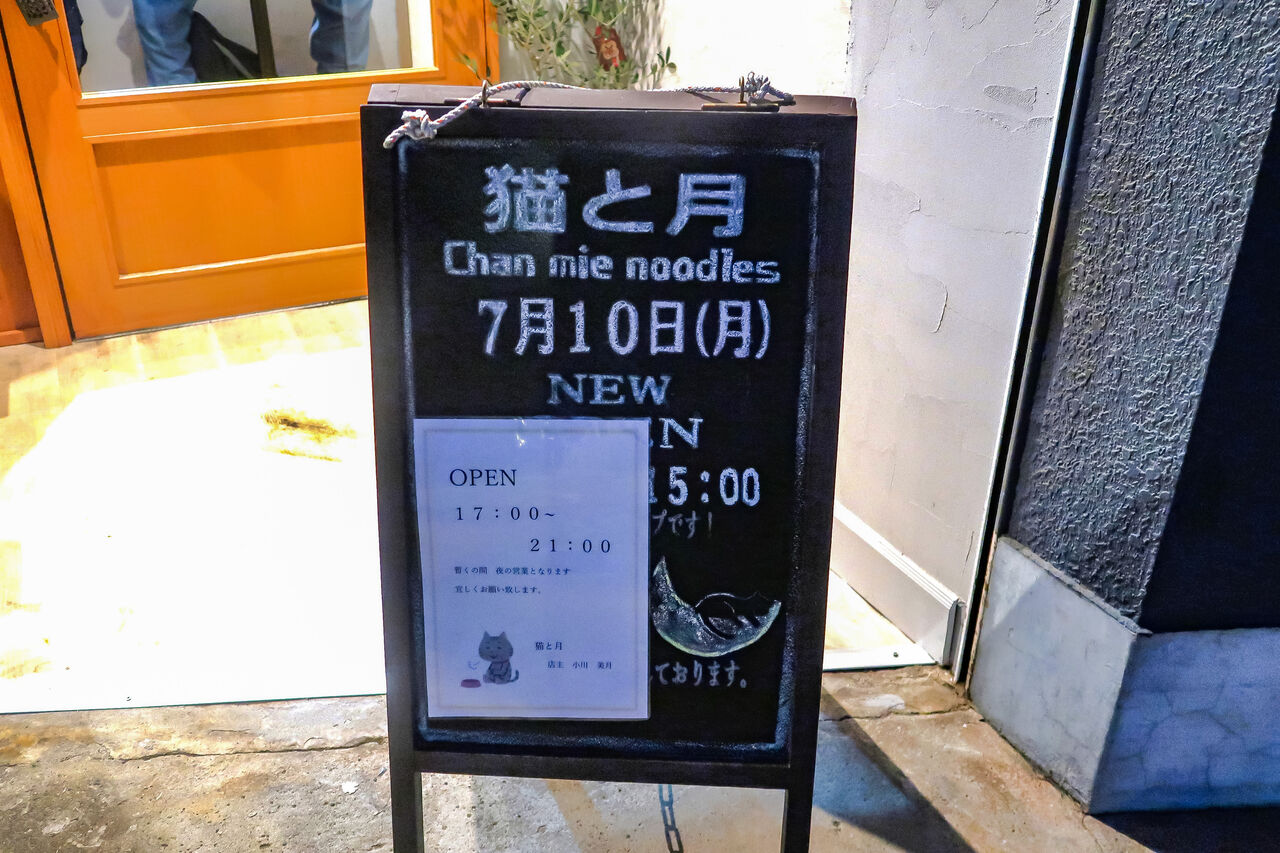 猫と月
Chan mie noodles
7月10日(月)
NEW
EN
15:00
プです!
ております。
OPEN
17:00~
21:00
暫くの間 夜の営業となります
宜しくお願い致します。
猫と月
店主 小川 美月